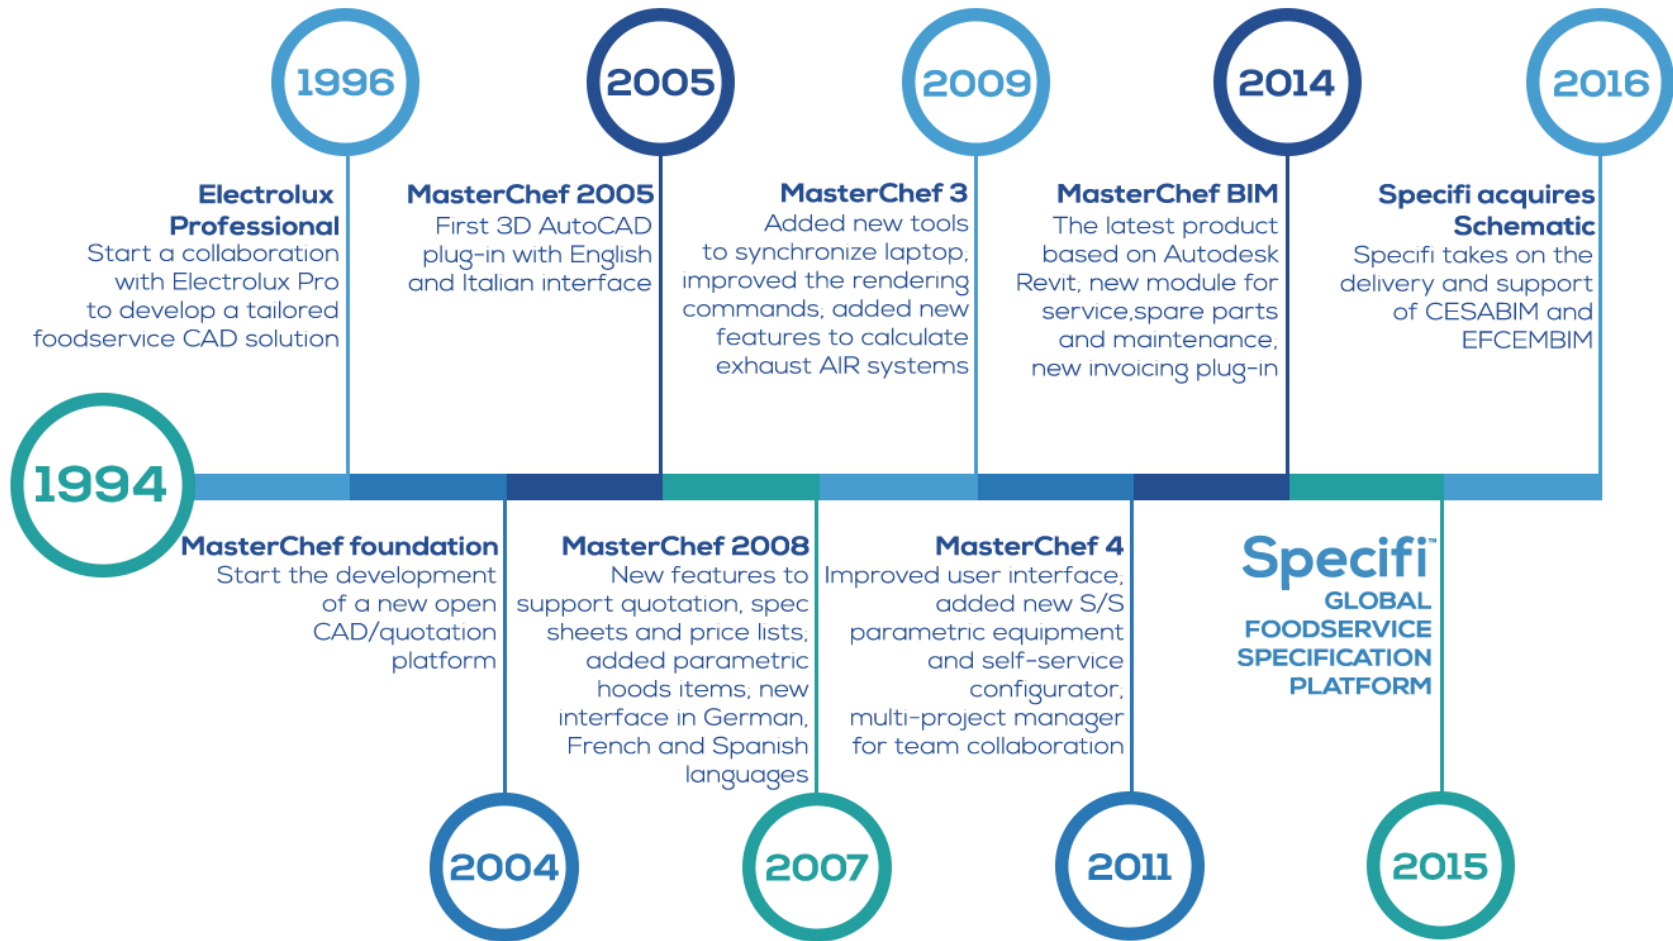 1996
2005
2009
2014
2016
Electrolux
Professional
Start a collaboration
with Electrolux Pro
to develop a tailored
foodservice CAD solution
MasterChef 2005
First 3D AutoCAD
plug-in with English
and Italian interface
MasterChef 3
Added new tools
to synchronize laptop;
improved the rendering
commands; added new
features to calculate
exhaust AIR systems
MasterChef BIM
The latest product
based on Autodesk
Revit; new module for
service,spare parts
and maintenance;
new invoicing plug-in
Specifi acquires
Schematic
Specifi takes on the
delivery and support
of CESABIM and
EFCEMBIM
1994
MasterChef foundation
Start the development
of a new open
CAD/quotation
platform
MasterChef 2008
New features to
support quotation, spec
sheets and price lists;
added parametric
hoods items; new
interface in German,
French and Spanish
languages
MasterChef 4
Improved user interface;
added new S/S
parametric equipment
and self-service
configurator;
multi-project manager
for team collaboration
Specifi™
GLOBAL
FOODSERVICE
SPECIFICATION
PLATFORM
2004
2007
2011
2015